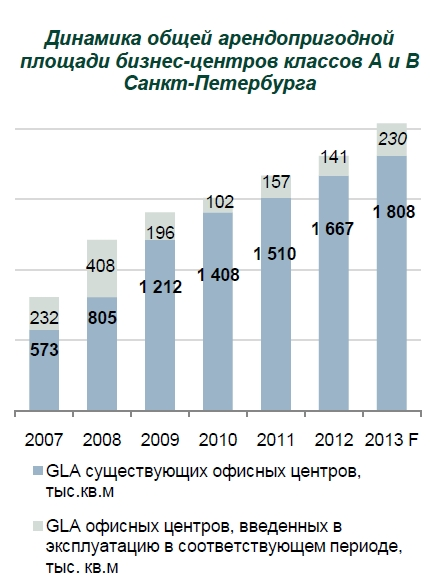 Динамика общей арендопригодной
площади бизнес-центров классов А и В
Санкт-Петербурга
230
141
157
102
1 808
196
1 667
408
1 510
1 408
1 212
232
805
573
2007 2008 2009 2010 2011 2012 2013 F
GLA существующих офисных центров,
тыс.кв.м
GLA офисных центров, введенных в
эксплуатацию в соответствующем периоде,
тыс. кв.м